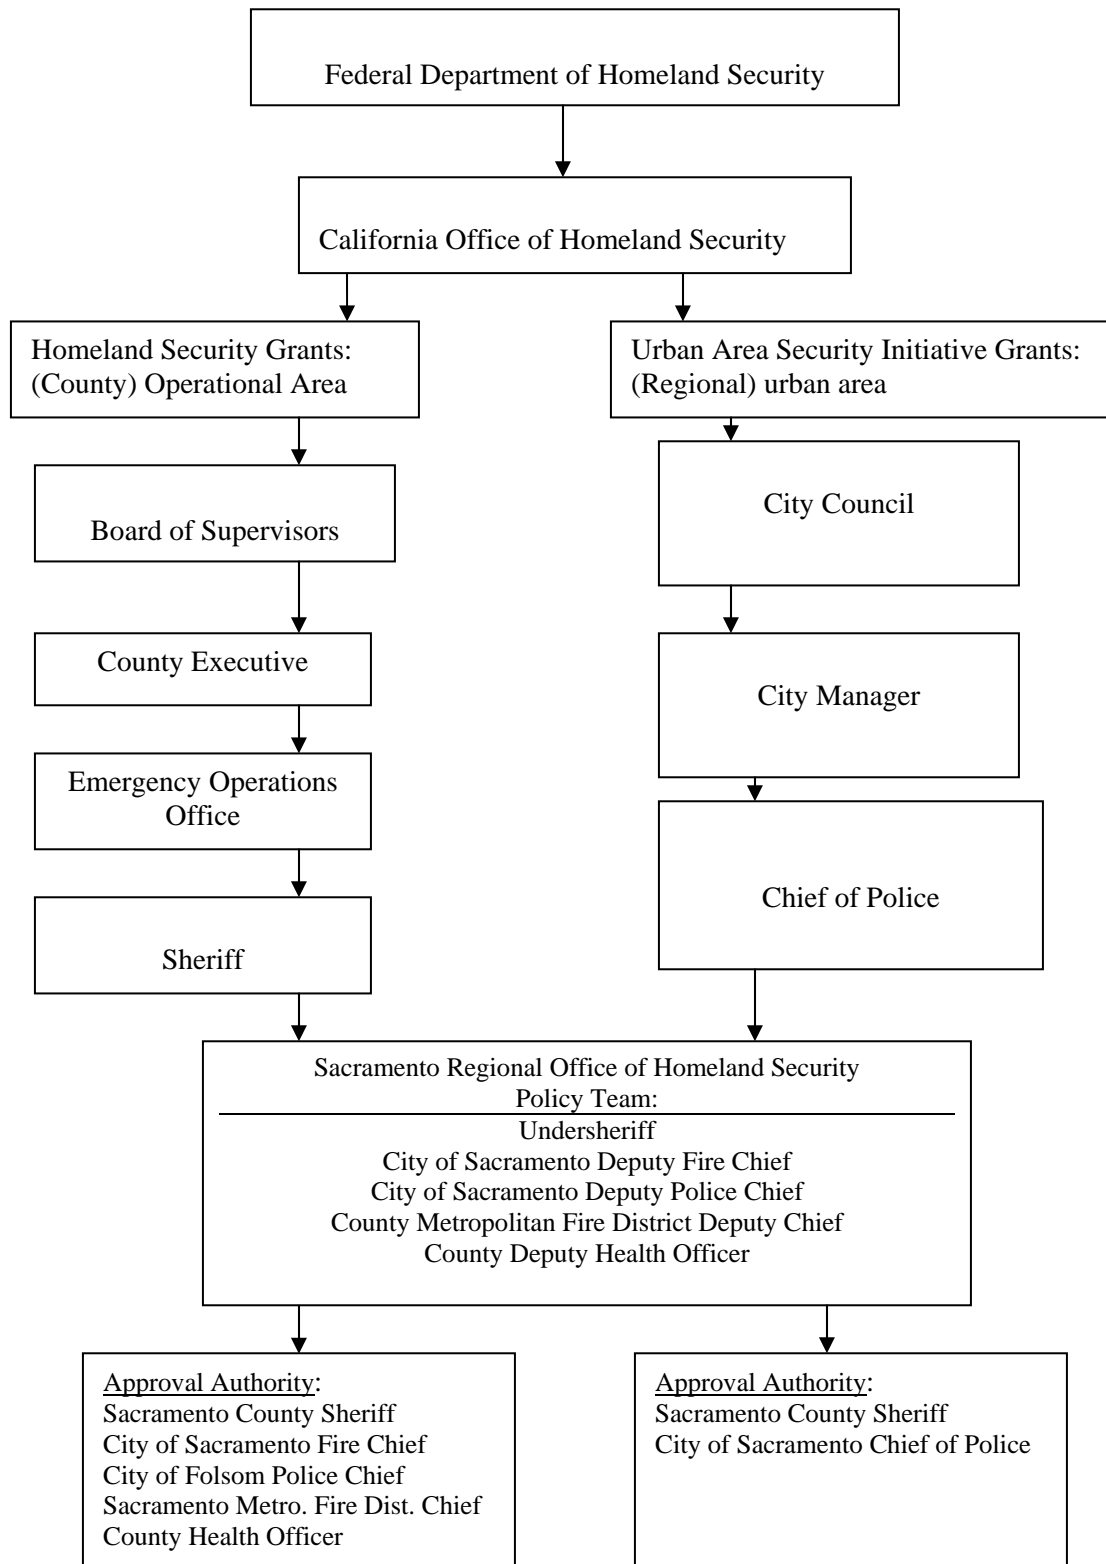 Federal Department of Homeland Security
California Office of Homeland Security
Homeland Security Grants:
(County) Operational Area
Urban Area Security Initiative Grants:
(Regional) urban area
Board of Supervisors
City Council
County Executive
City Manager
Emergency Operations
Office
Chief of Police
Sheriff
Sacramento Regional Office of Homeland Security
Policy Team:
Undersheriff
City of Sacramento Deputy Fire Chief
City of Sacramento Deputy Police Chief
County Metropolitan Fire District Deputy Chief
County Deputy Health Officer
Approval Authority:
Sacramento County Sheriff
City of Sacramento Fire Chief
City of Folsom Police Chief
Sacramento Metro. Fire Dist. Chief
County Health Officer
Approval Authority:
Sacramento County Sheriff
City of Sacramento Chief of Police